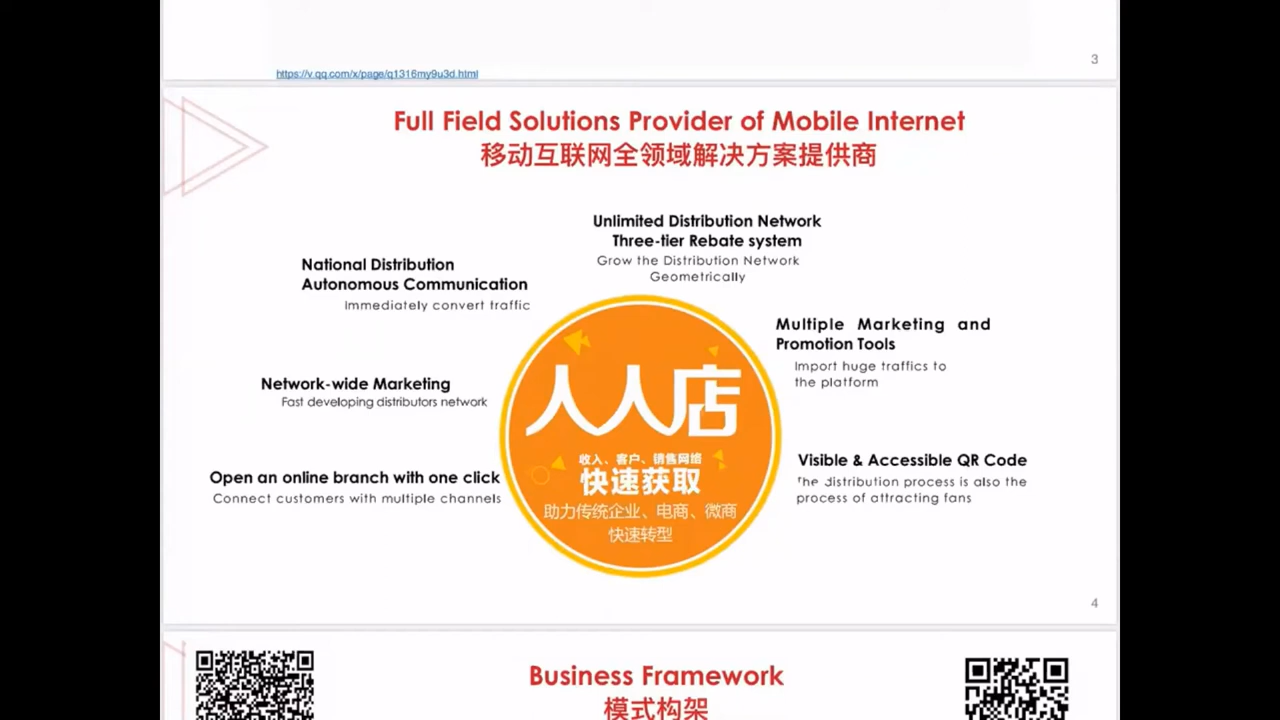 3
https://v.qq.com/x/page/q1316my9u3d.html
Full Field Solutions Provider of Mobile Internet
移动互联网全领域解决方案提供商
Unlimited Distribution Network
Three-tier Rebate system
Grow the Distribution Network
Geometrically
National Distribution
Autonomous Communication
Immediately convert traffic
Multiple Marketing and
Promotion Tools
Import huge traffics to
the platform
Network-wide Marketing
Fast developing distributors network
Open an online branch with one click
Connect customers with multiple channels
Visible & Accessible QR Code
The distribution process is also the
process of attracting fans
人人店
收入、客户、销售网络
快速获取
助力传统企业、电商、微商
快速转型
4
Business Framework
模式构架